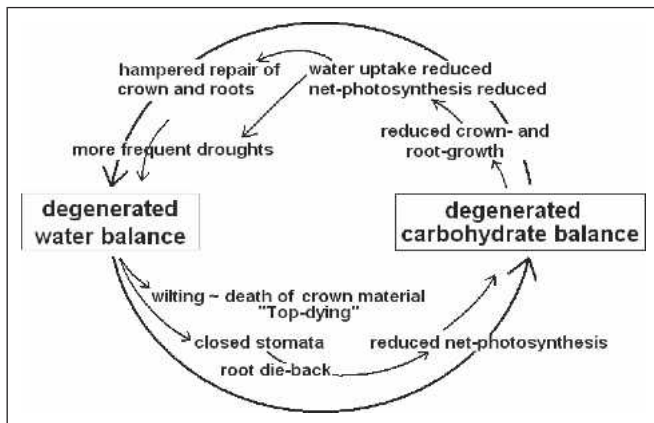 hampered repair of
crown and roots
water uptake reduced
net-photosynthesis reduced
more frequent droughts
reduced crown- and
root-growth
degenerated
water balance
degenerated
carbohydrate balance
wilting ~ death of crown material
"Top-dying"
closed stomata
reduced net-photosynthesis
root die-back